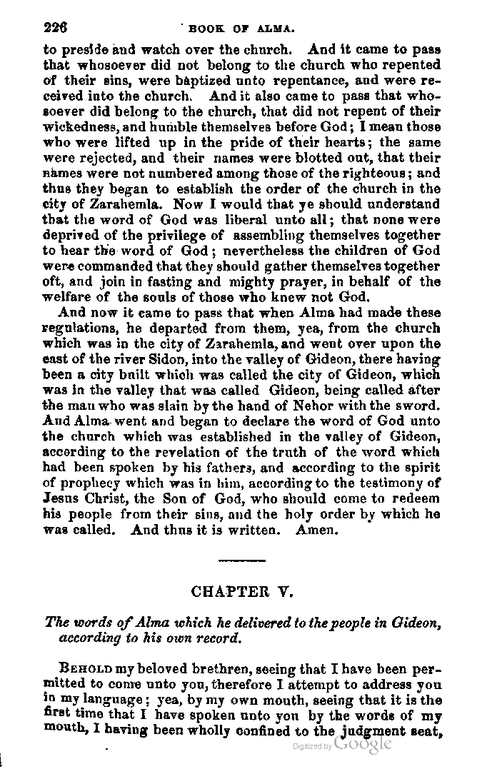 226 BOOK OF ALMA.
to preside and watch over the church. And it came to pass
that whosoever did not belong to the church who repented
of their sins, were baptized unto repentance, and were re-
ceived into the church. And it also came to pass that who-
soever did belong to the church, that did not repent of their
wickedness, and humble themselves before God; I mean those
who were lifted up in the pride of their hearts; the same
were rejected, and their names were blotted out, that their
names were not numbered among those of the righteous; and
thus they began to establish the order of the church in the
city of Zarahemla. Now I would that ye should understand
that the word of God was liberal unto all; that none were
deprived of the privilege of assembling themselves together
to hear the word of God; nevertheless the children of God
were commanded that they should gather themselves together
oft, and join in fasting and mighty prayer, in behalf of the
welfare of the souls of those who knew not God.
And now it came to pass that when Alma had made these
regulations, he departed from them, yea, from the church
which was in the city of Zarahemla, and went over upon the
east of the river Sidon, into the valley of Gideon, there having
been a city built which was called the city of Gideon, which
was in the valley that was called Gideon, being called after
the man who was slain by the hand of Nehor with the sword.
And Alma went and began to declare the word of God unto
the church which was established in the valley of Gideon,
according to the revelation of the truth of the word which
had been spoken by his fathers, and according to the spirit
of prophecy which was in him, according to the testimony of
Jesus Christ, the Son of God, who should come to redeem
his people from their sins, and the holy order by which he
was called. And thus it is written. Amen.
CHAPTER V.
The words of Alma which he delivered to the people in Gideon,
according to his own record.
BEHOLD my beloved brethren, seeing that I have been per-
mitted to come unto you, therefore I attempt to address you
in my language; yea, by my own mouth, seeing that it is the
first time that I have spoken unto you by the words of my
mouth, I having been wholly confined to the judgment seat,
Digitized by Google